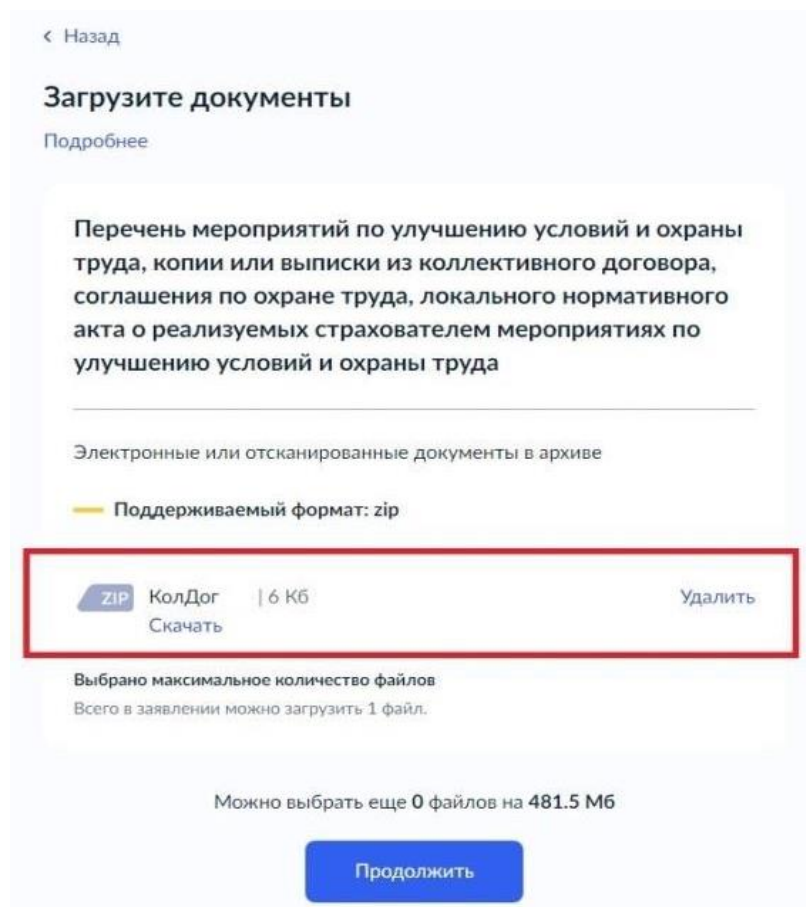 ‹ Назад
Загрузите документы
Подробнее
Перечень мероприятий по улучшению условий и охраны
труда, копии или выписки из коллективного договора,
соглашения по охране труда, локального нормативного
акта о реализуемых страхователем мероприятиях по
улучшению условий и охраны труда
Электронные или отсканированные документы в архиве
Поддерживаемый формат: zip
ZIP КолДог | 6 Кб Удалить
Скачать
Выбрано максимальное количество файлов
Всего в заявлении можно загрузить 1 файл.
Можно выбрать еще 0 файлов на 481.5 Мб
Продолжить